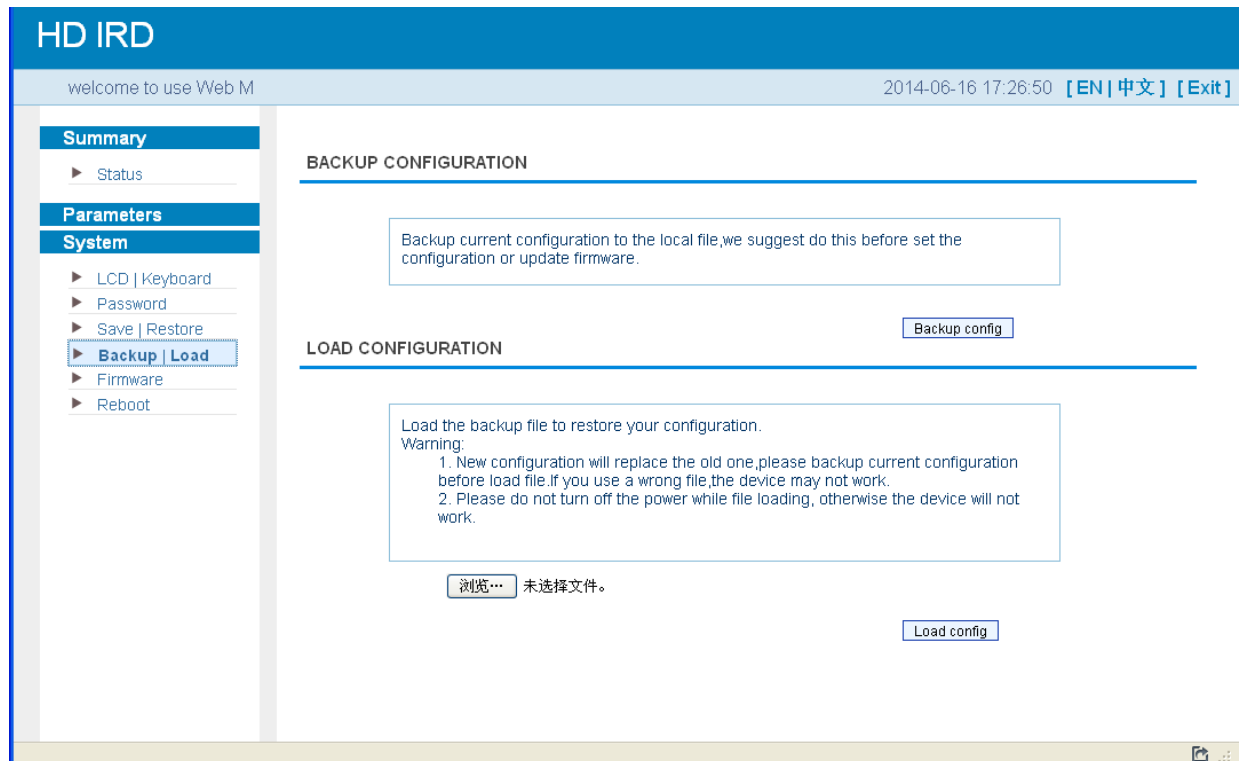 HD IRD
welcome to use Web M
2014-06-16 17:26:50 [ EN | 中文 ] [ Exit ]
Summary
Status
Parameters
System
LCD | Keyboard
Password
Save | Restore
Backup | Load
Firmware
Reboot
BACKUP CONFIGURATION
Backup current configuration to the local file,we suggest do this before set the
configuration or update firmware.
Backup config
LOAD CONFIGURATION
Load the backup file to restore your configuration.
Warning:
1. New configuration will replace the old one,please backup current configuration
before load file.If you use a wrong file,the device may not work.
2. Please do not turn off the power while file loading, otherwise the device will not
work.
浏览… 未选择文件。
Load config